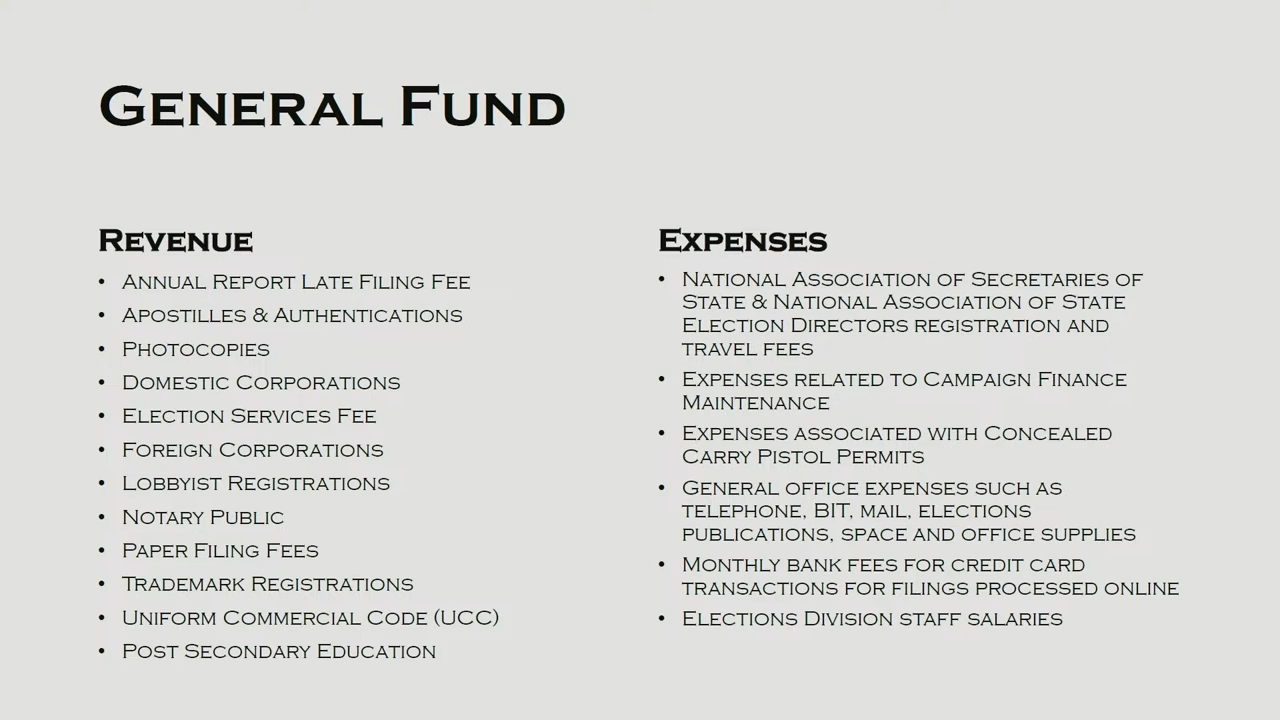 General Fund
Revenue
• Annual Report Late Filing Fee
• Apostilles & Authentications
• Photocopies
• Domestic Corporations
• Election Services Fee
• Foreign Corporations
• Lobbyist Registrations
• Notary Public
• Paper Filing Fees
• Trademark Registrations
• Uniform Commercial Code (UCC)
• Post Secondary Education
Expenses
• National Association of Secretaries of
State & National Association of State
Election Directors registration and
travel fees
• Expenses related to Campaign Finance
Maintenance
• Expenses associated with Concealed
Carry Pistol Permits
• General office expenses such as
telephone, BIT, mail, elections
publications, space and office supplies
• Monthly bank fees for credit card
transactions for filings processed online
• Elections Division staff salaries